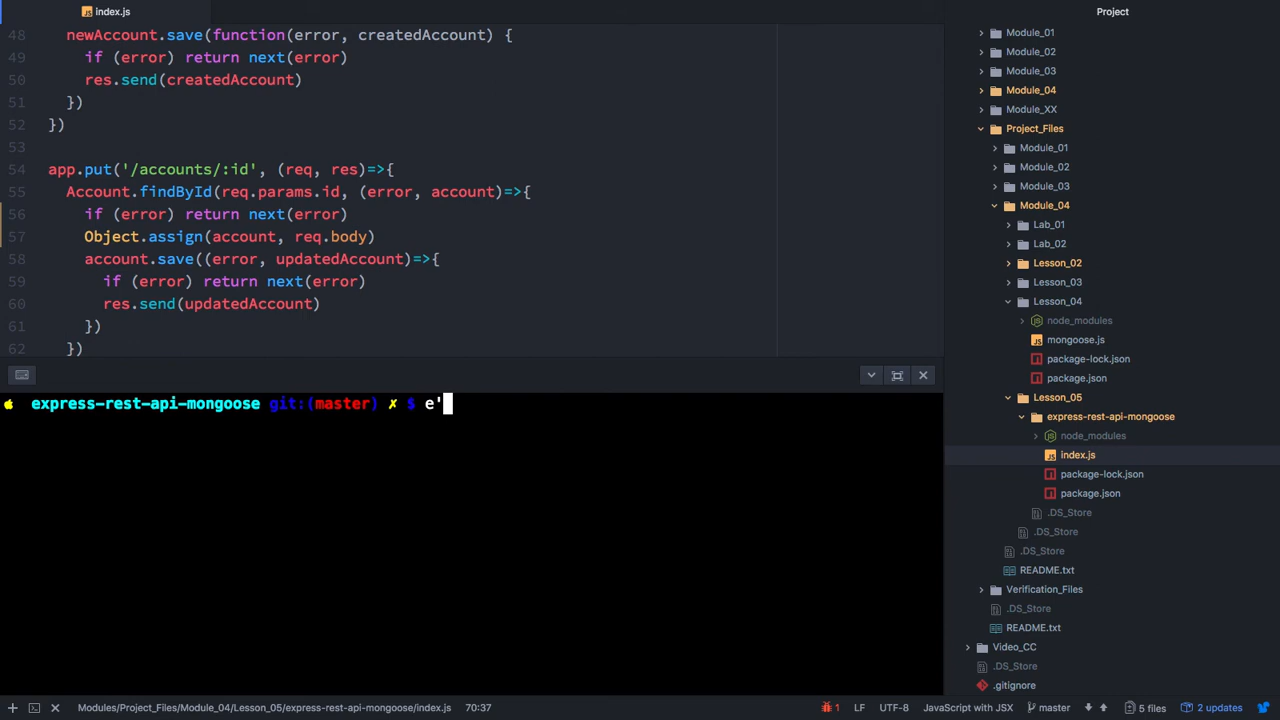 index.js
48 newAccount.save(function(error, createdAccount) {
49 if (error) return next(error)
50 res.send(createdAccount)
51 })
52 })
53
54 app.put('/accounts/:id', (req, res)=>{
55 Account.findById(req.params.id, (error, account)=>{
56 if (error) return next(error)
57 Object.assign(account, req.body)
58 account.save((error, updatedAccount)=>{
59 if (error) return next(error)
60 res.send(updatedAccount)
61 })
62 })
express-rest-api-mongoose git:(master) ✗ $ e'
Project
Module_01
Module_02
Module_03
Module_04
Module_XX
Project_Files
Module_01
Module_02
Module_03
Module_04
Lab_01
Lab_02
Lesson_02
Lesson_03
Lesson_04
node_modules
mongoose.js
package-lock.json
package.json
Lesson_05
express-rest-api-mongoose
node_modules
index.js
package-lock.json
package.json
.DS_Store
.DS_Store
.DS_Store
README.txt
Verification_Files
.DS_Store
README.txt
Video_CC
.DS_Store
.gitignore
Modules/Project_Files/Module_04/Lesson_05/express-rest-api-mongoose/index.js 70:37 1 LF UTF-8 JavaScript with JSX master 5 files 2 updates